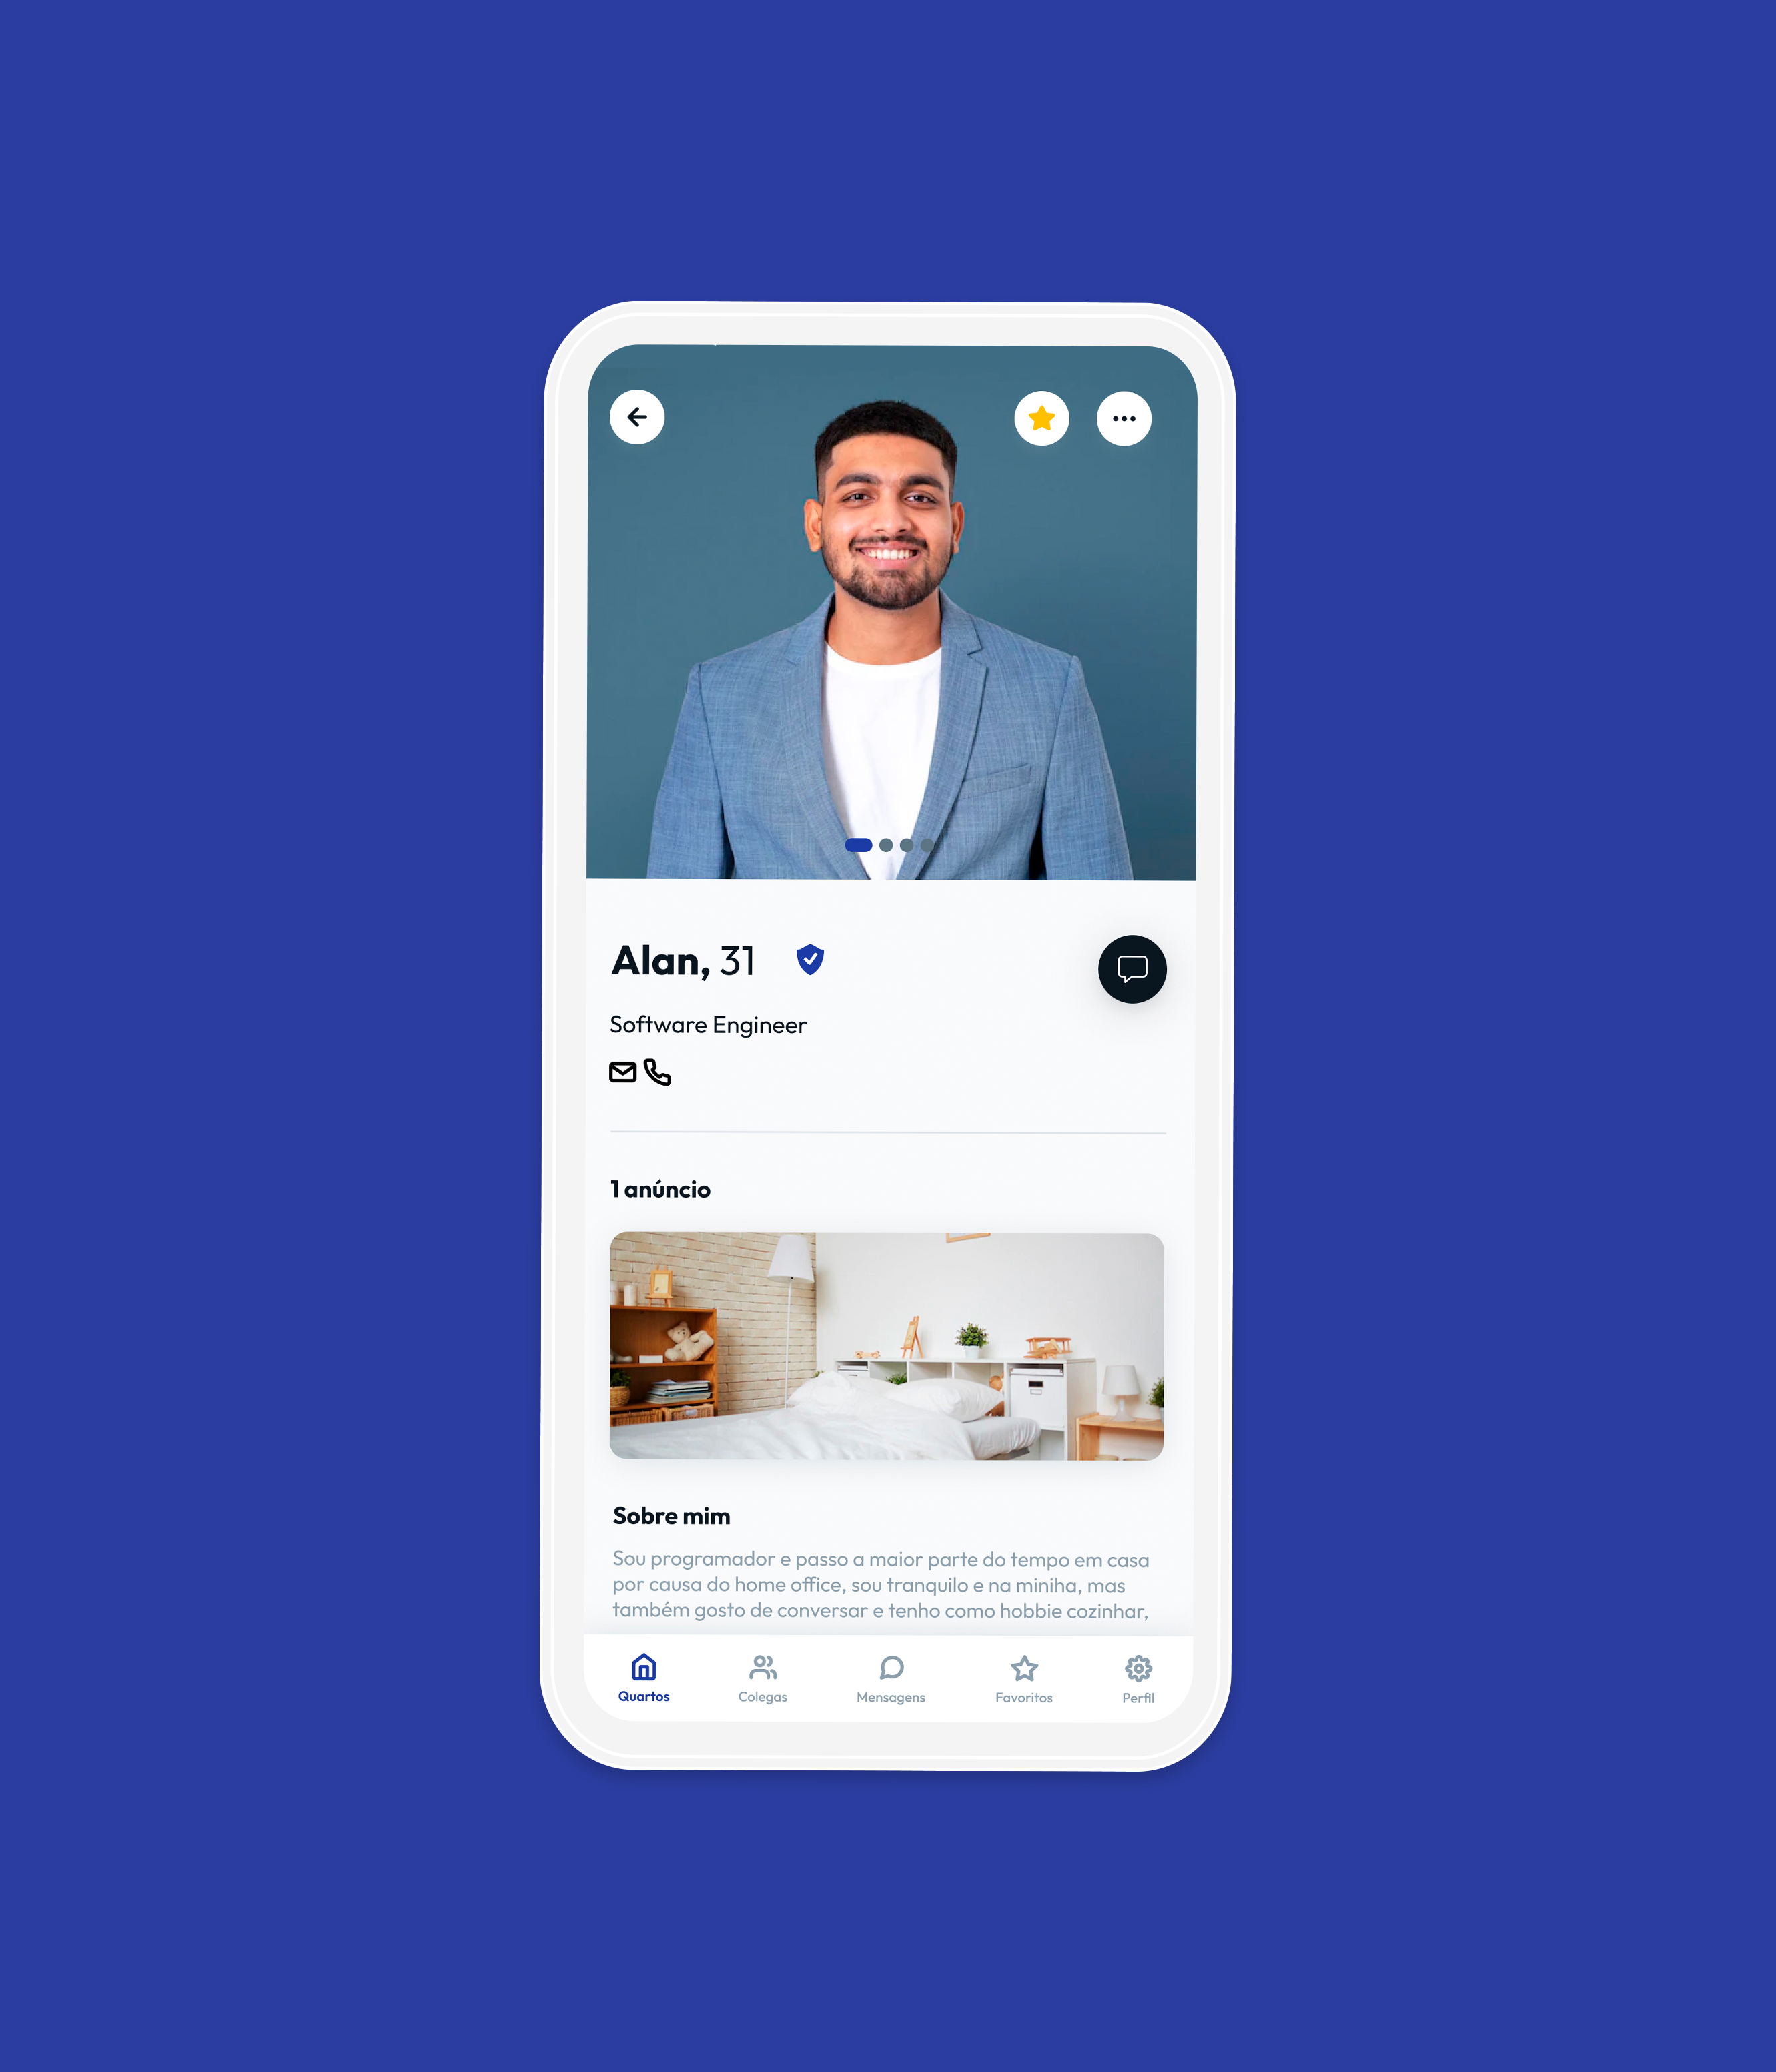 Alan, 31
Software Engineer
1 anúncio
Sobre mim
Sou programador e passo a maior parte do tempo em casa
por causa do home office, sou tranquilo e na miniha, mas
também gosto de conversar e tenho como hobbie cozinhar,
Quartos
Colegas
Mensagens
Favoritos
Perfil